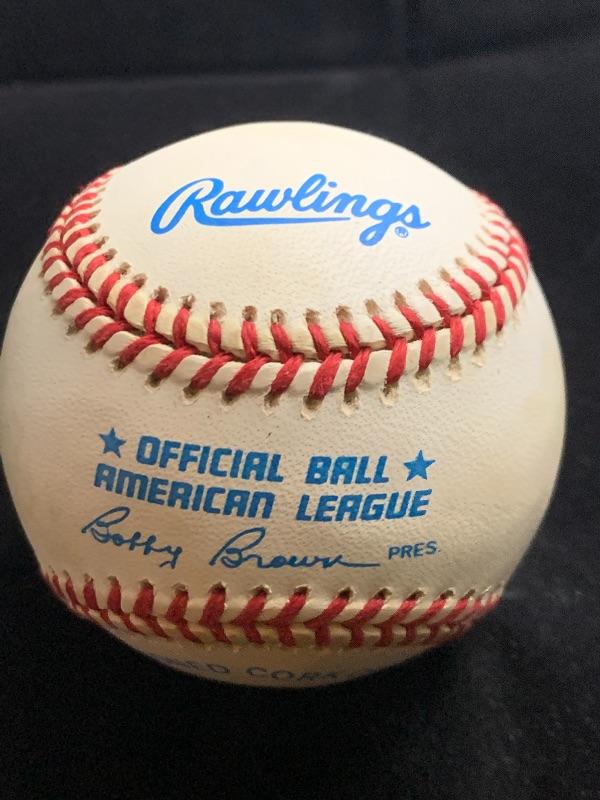 Rawlings®
★ OFFICIAL BALL ★
AMERICAN LEAGUE
Bobby Brown PRES.